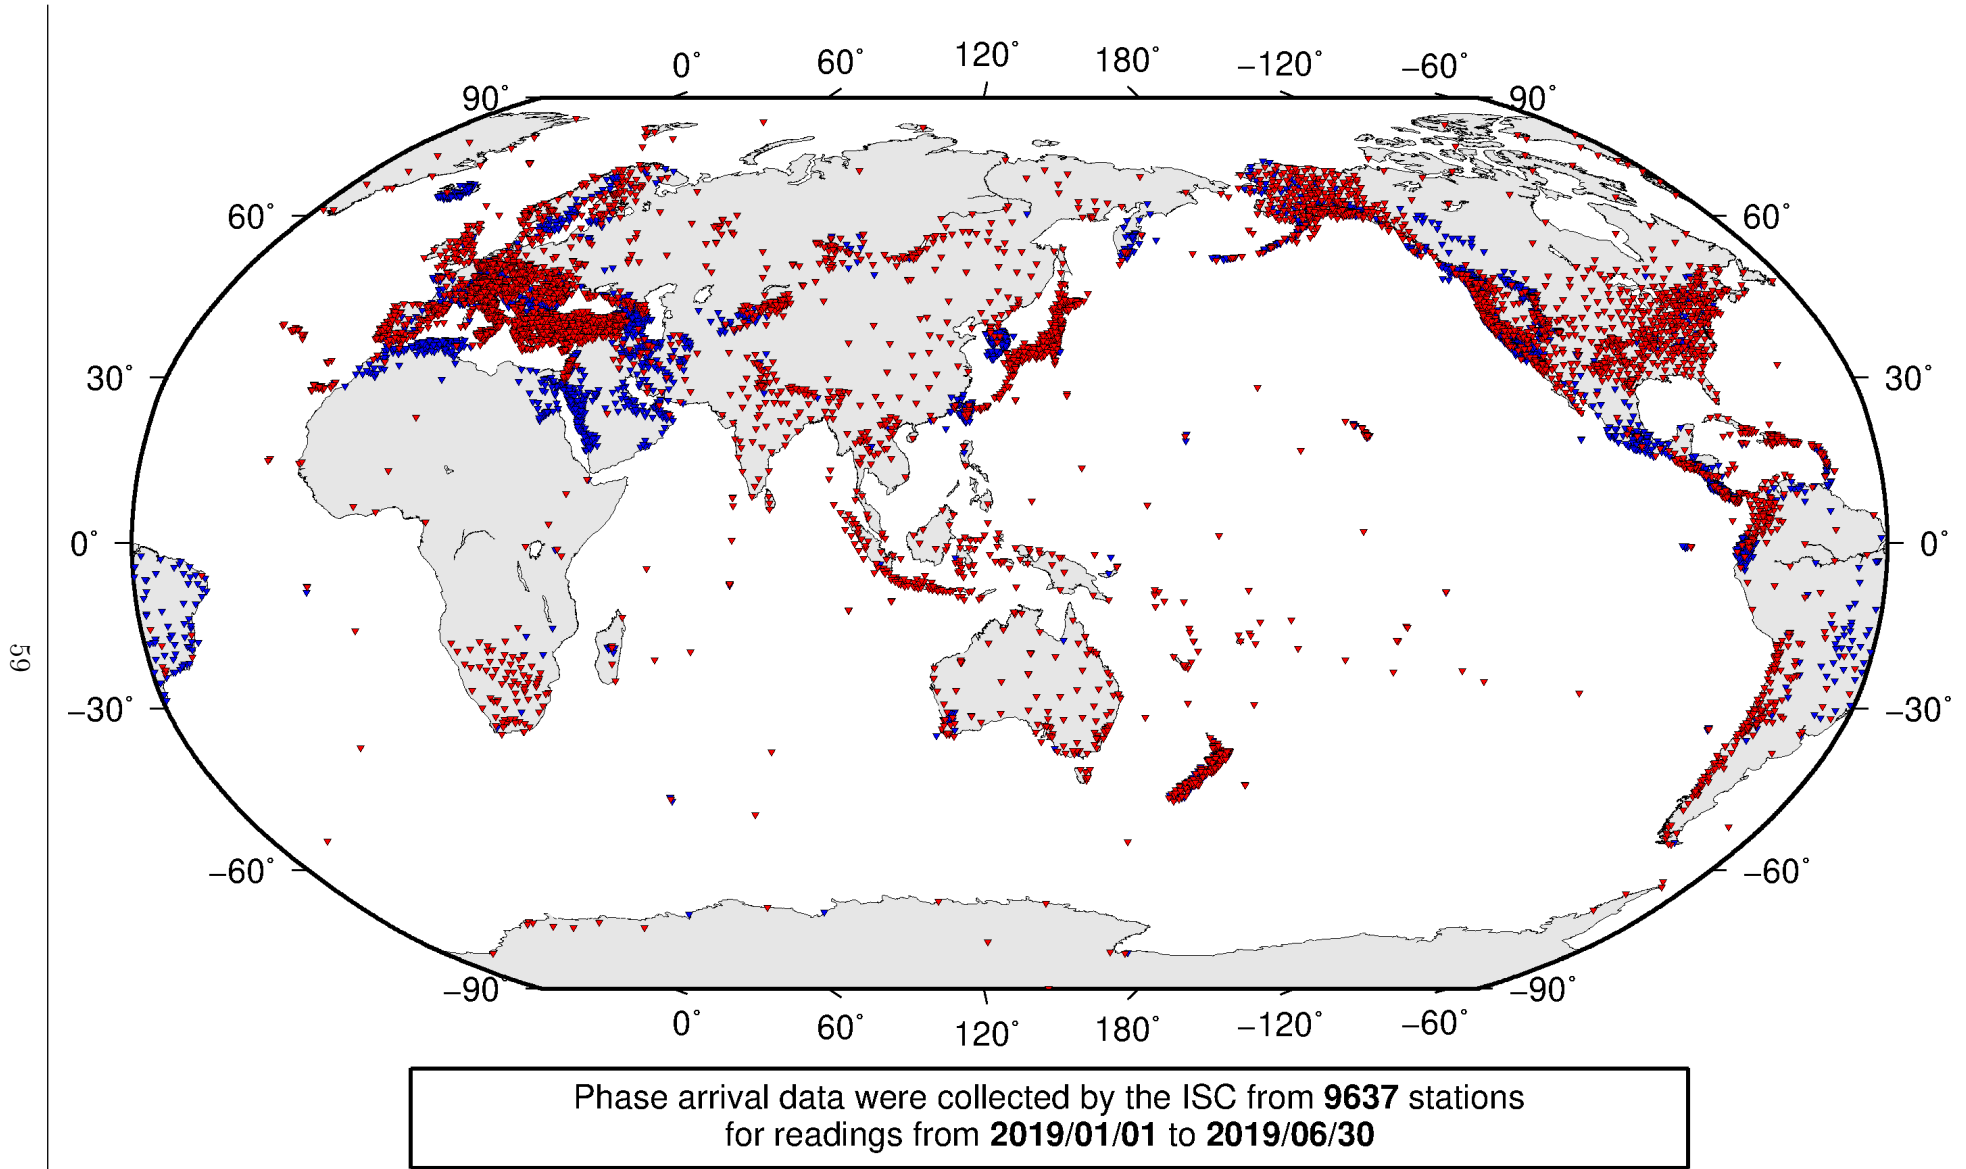 0° 60° 120° 180° −120° −60°
90° 90°
60° 60°
30° 30°
0° 0°
−30° −30°
−60° −60°
−90° −90°
0° 60° 120° 180° −120° −60°
Phase arrival data were collected by the ISC from 9637 stations
for readings from 2019/01/01 to 2019/06/30
59